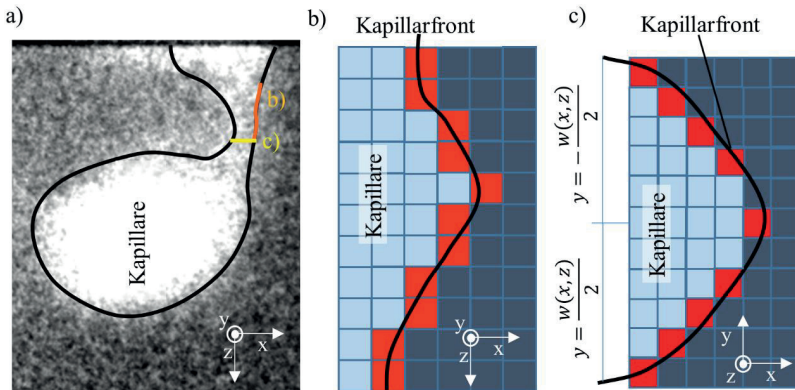 a)
b)
c)
Kapillare
y
x
z
b)
Kapillarfront
Kapillare
y
x
z
c)
Kapillarfront
y = -w(x,z)/2
y = w(x,z)/2
Kapillare
y
z
x